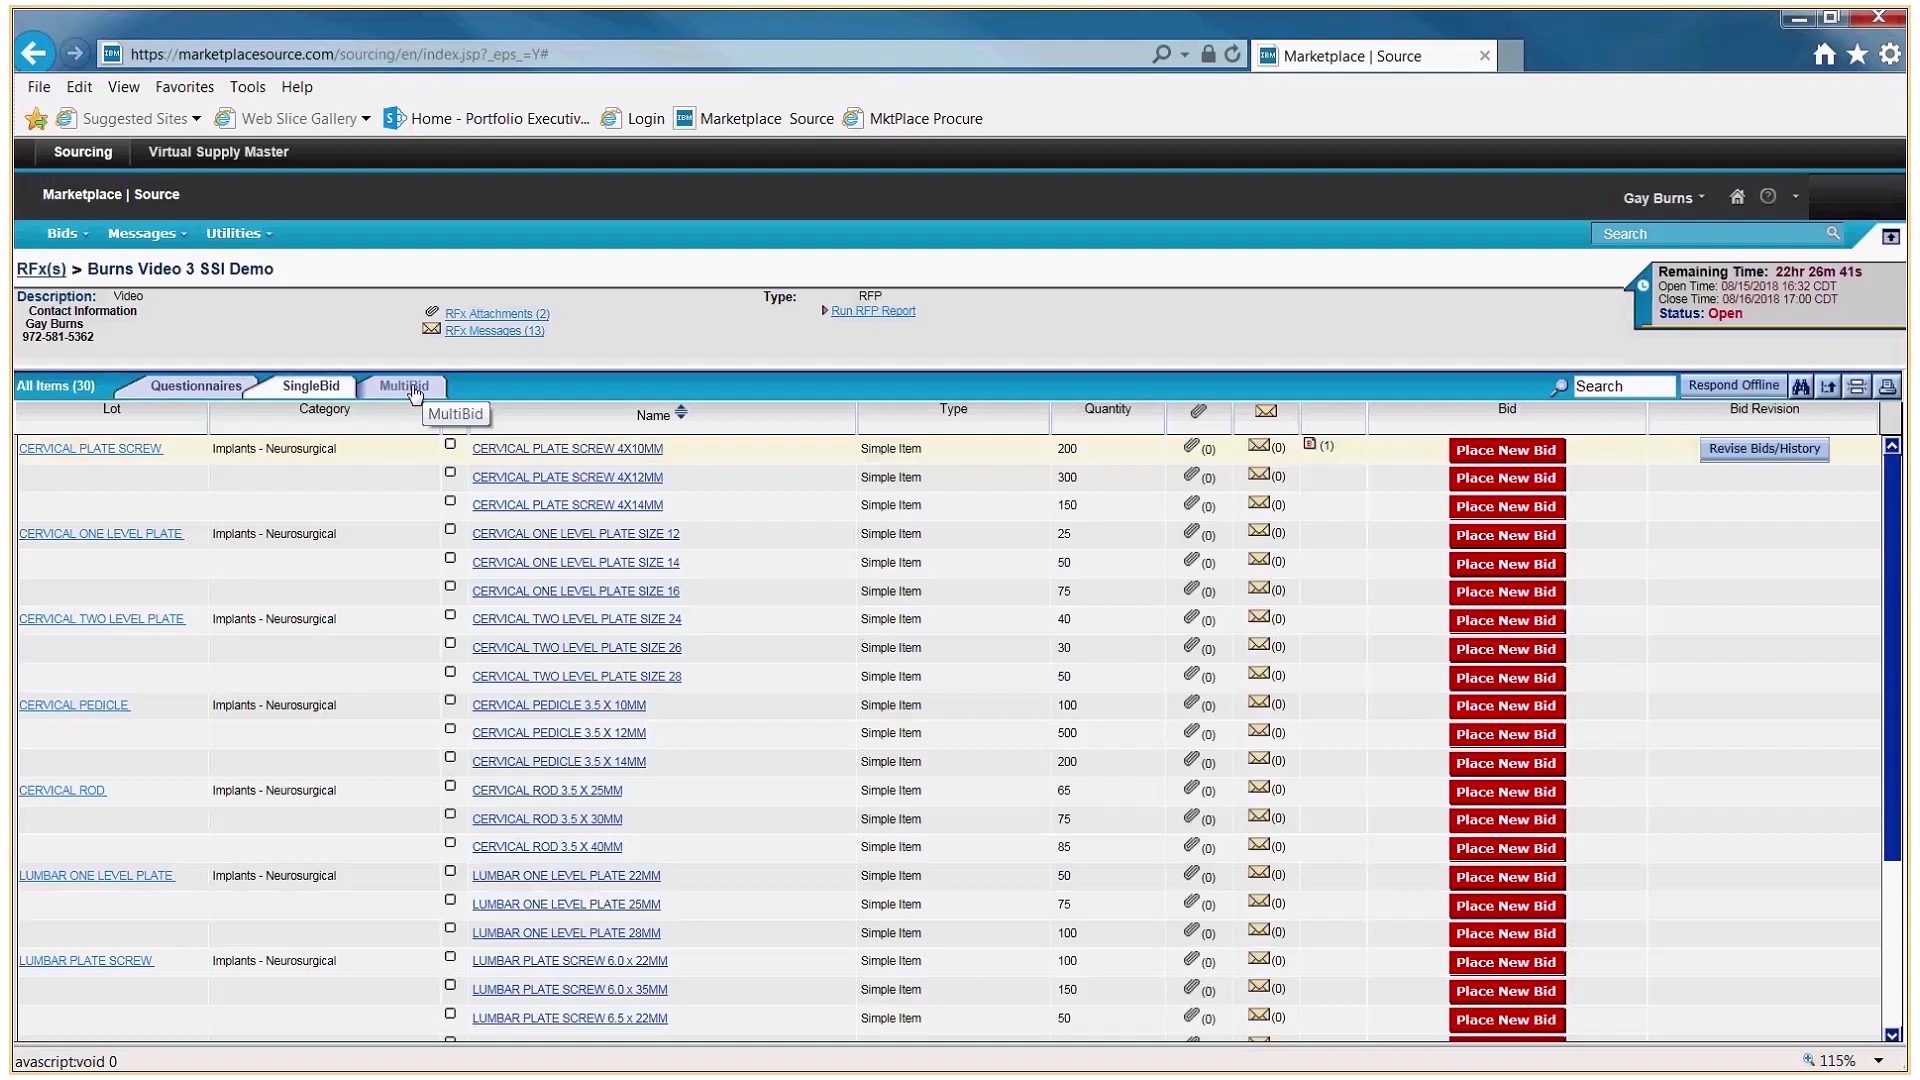 https://marketplacesource.com/sourcing/en/index.jsp?_eps_=Y#
IBM Marketplace | Source
File Edit View Favorites Tools Help
Suggested Sites Web Slice Gallery Home - Portfolio Executiv... Login IBM Marketplace Source MktPlace Procure
Sourcing Virtual Supply Master
Marketplace | Source Gay Burns
Bids Messages Utilities Search
RFx(s) > Burns Video 3 SSI Demo
Remaining Time: 22hr 26m 41s
Open Time: 08/15/2018 16:32 CDT
Close Time: 08/16/2018 17:00 CDT
Status: Open
Description: Video Type: RFP
Contact Information RFx Attachments (2) Run RFP Report
Gay Burns RFx Messages (13)
972-581-5362
All Items (30) Questionnaires SingleBid MultiBid Search Respond Offline
MultiBid
Lot Category Name Type Quantity Bid Bid Revision
CERVICAL PLATE SCREW Implants - Neurosurgical CERVICAL PLATE SCREW 4X10MM Simple Item 200 (0) (0) (1) Place New Bid Revise Bids/History
CERVICAL PLATE SCREW 4X12MM Simple Item 300 (0) (0) Place New Bid
CERVICAL PLATE SCREW 4X14MM Simple Item 150 (0) (0) Place New Bid
CERVICAL ONE LEVEL PLATE Implants - Neurosurgical CERVICAL ONE LEVEL PLATE SIZE 12 Simple Item 25 (0) (0) Place New Bid
CERVICAL ONE LEVEL PLATE SIZE 14 Simple Item 50 (0) (0) Place New Bid
CERVICAL ONE LEVEL PLATE SIZE 16 Simple Item 75 (0) (0) Place New Bid
CERVICAL TWO LEVEL PLATE Implants - Neurosurgical CERVICAL TWO LEVEL PLATE SIZE 24 Simple Item 40 (0) (0) Place New Bid
CERVICAL TWO LEVEL PLATE SIZE 26 Simple Item 30 (0) (0) Place New Bid
CERVICAL TWO LEVEL PLATE SIZE 28 Simple Item 50 (0) (0) Place New Bid
CERVICAL PEDICLE Implants - Neurosurgical CERVICAL PEDICLE 3.5 X 10MM Simple Item 100 (0) (0) Place New Bid
CERVICAL PEDICLE 3.5 X 12MM Simple Item 500 (0) (0) Place New Bid
CERVICAL PEDICLE 3.5 X 14MM Simple Item 200 (0) (0) Place New Bid
CERVICAL ROD Implants - Neurosurgical CERVICAL ROD 3.5 X 25MM Simple Item 65 (0) (0) Place New Bid
CERVICAL ROD 3.5 X 30MM Simple Item 75 (0) (0) Place New Bid
CERVICAL ROD 3.5 X 40MM Simple Item 85 (0) (0) Place New Bid
LUMBAR ONE LEVEL PLATE Implants - Neurosurgical LUMBAR ONE LEVEL PLATE 22MM Simple Item 50 (0) (0) Place New Bid
LUMBAR ONE LEVEL PLATE 25MM Simple Item 75 (0) (0) Place New Bid
LUMBAR ONE LEVEL PLATE 28MM Simple Item 100 (0) (0) Place New Bid
LUMBAR PLATE SCREW Implants - Neurosurgical LUMBAR PLATE SCREW 6.0 x 22MM Simple Item 100 (0) (0) Place New Bid
LUMBAR PLATE SCREW 6.0 x 35MM Simple Item 150 (0) (0) Place New Bid
LUMBAR PLATE SCREW 6.5 x 22MM Simple Item 50 (0) (0) Place New Bid
avascript:void 0 115%